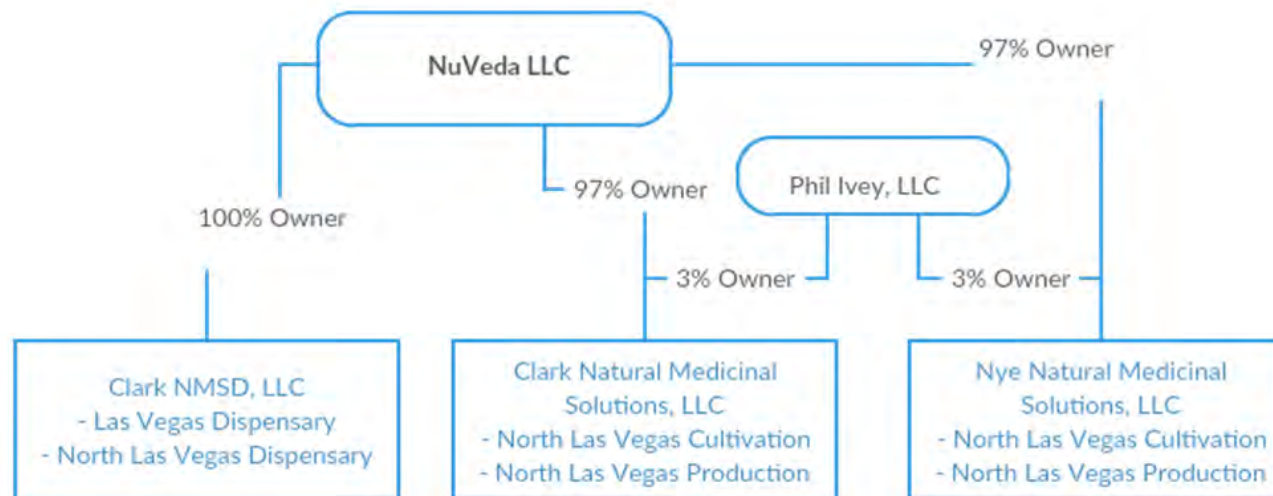 NuVeda LLC
97% Owner
Phil Ivey, LLC
97% Owner
100% Owner
3% Owner
3% Owner
Clark NMSD, LLC
- Las Vegas Dispensary
- North Las Vegas Dispensary
Clark Natural Medicinal
Solutions, LLC
- North Las Vegas Cultivation
- North Las Vegas Production
Nye Natural Medicinal
Solutions, LLC
- North Las Vegas Cultivation
- North Las Vegas Production